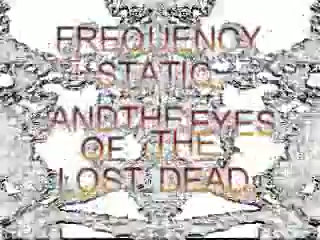 FREQUENCY
STATIC
AND THE EYES
OF THE
LOST DEAD